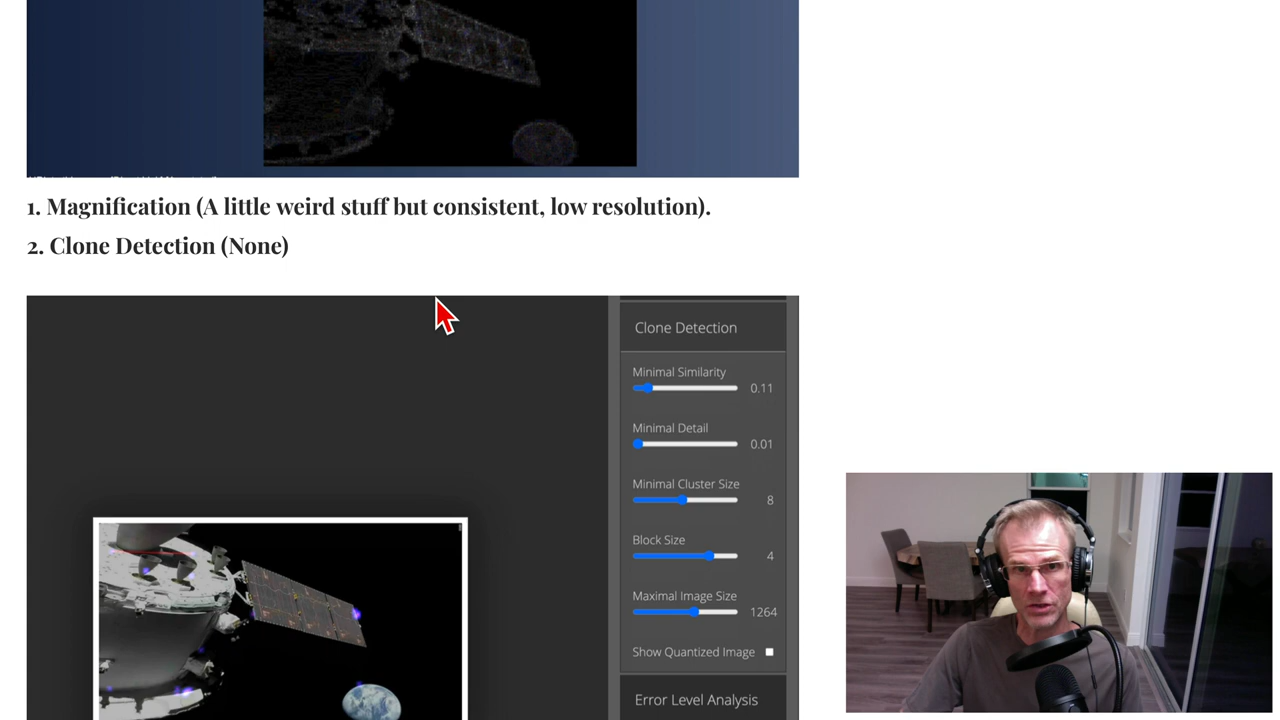 1. Magnification (A little weird stuff but consistent, low resolution).
2. Clone Detection (None)
Clone Detection
Minimal Similarity
0.11
Minimal Detail
0.01
Minimal Cluster Size
8
Block Size
4
Maximal Image Size
1264
Show Quantized Image
Error Level Analysis